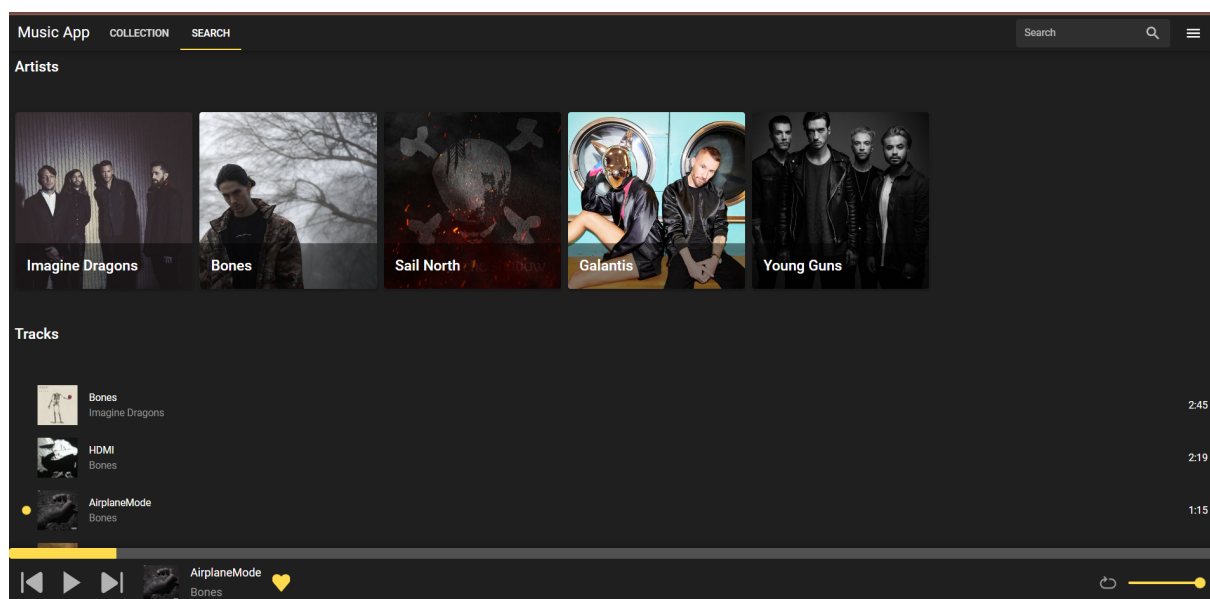 Music App COLLECTION SEARCH Search
Artists
Imagine Dragons Bones Sail North Galantis Young Guns
Tracks
Bones
Imagine Dragons
2:45
HDMI
Bones
2:19
AirplaneMode
Bones
1:15
AirplaneMode
Bones